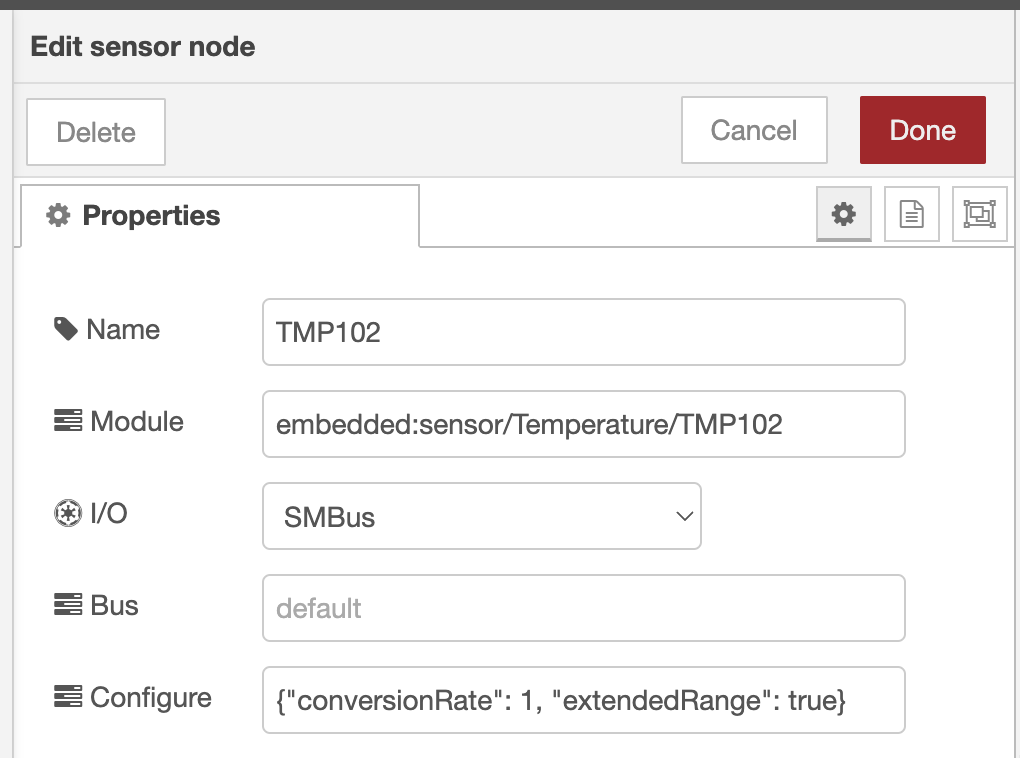 Edit sensor node
Delete
Cancel
Done
Properties
Name
TMP102
Module
embedded:sensor/Temperature/TMP102
I/O
SMBus
Bus
default
Configure
{"conversionRate": 1, "extendedRange": true}